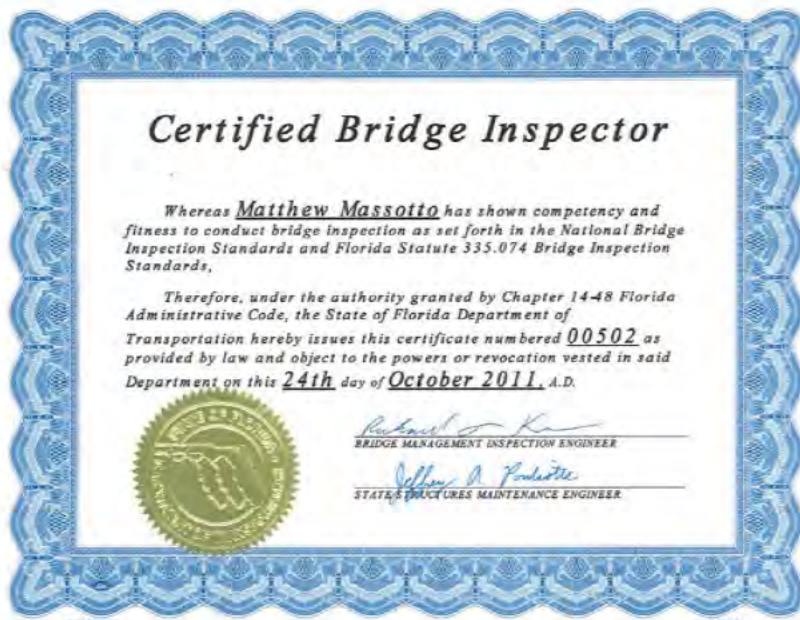 Certified Bridge Inspector
Whereas Matthew Massotto has shown competency and
fitness to conduct bridge inspection as set forth in the National Bridge
Inspection Standards and Florida Statute 335.074 Bridge Inspection
Standards,
Therefore, under the authority granted by Chapter 14-48 Florida
Administrative Code, the State of Florida Department of
Transportation hereby issues this certificate numbered 00502 as
provided by law and object to the powers or revocation vested in said
Department on this 24th day of October 2011, A.D.
BRIDGE MANAGEMENT INSPECTION ENGINEER
Jeffrey A
STATE STRUCTURES MAINTENANCE ENGINEER